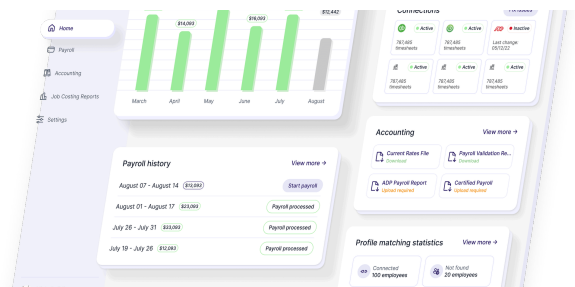 Home
Payroll
Accounting
Job Costing Reports
Settings
$14,093
$18,093
$12,442
March April May June July August
Payroll history View more →
August 07 - August 14 $12,093 Start payroll
August 01 - August 17 $23,093 Payroll processed
July 26 - July 31 $23,093 Payroll processed
July 19 - July 26 $12,093 Payroll processed
Connections
Active Active Inactive
787,485 787,485 Last change:
timesheets timesheets 05/12/22
Active Active Active
787,485 787,485 787,485
timesheets timesheets timesheets
Accounting View more →
Current Rates File Payroll Validation Re...
Download Download
ADP Payroll Report Certified Payroll
Upload required Upload required
Profile matching statistics View more →
Connected Not found
100 employees 20 employees